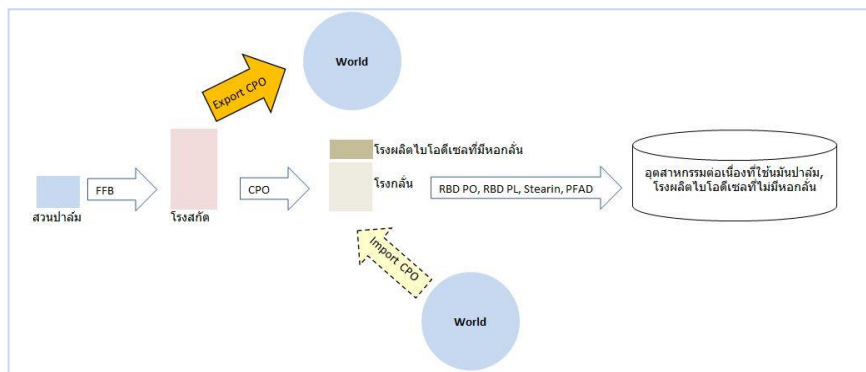 World
Export CPO
โรงผลิตไบโอดีเซลที่มีหอกลั่น
FFB
CPO
โรงกลั่น
RBD PO, RBD PL, Stearin, PFAD
อุตสาหกรรมต่อเนื่องที่ใช้นมันปาล์ม,
โรงผลิตไบโอดีเซลที่ไม่มีหอกลั่น
สวนปาล์ม
โรงสกัด
Import CPO
World